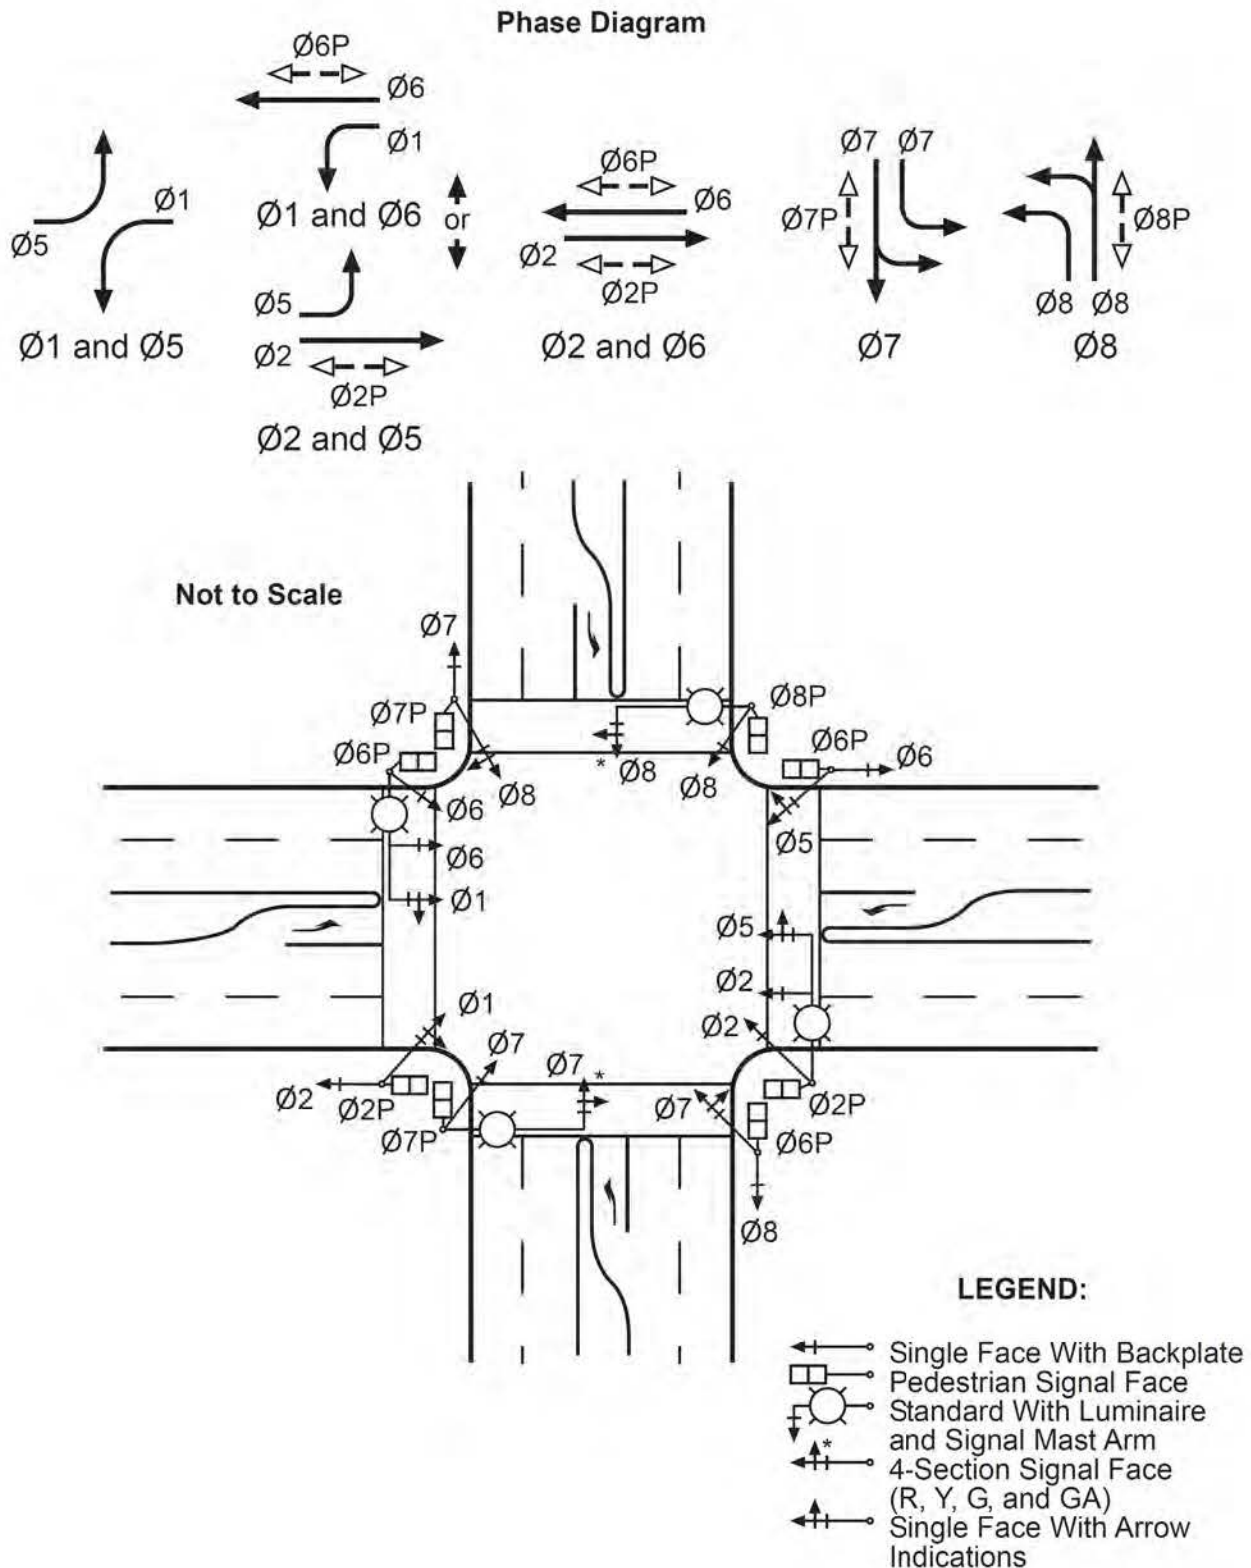 Phase Diagram
Ø6P
Ø6
Ø1
Ø1 and Ø6
Ø1
Ø5
Ø1 and Ø5
or
Ø5
Ø2
Ø2P
Ø2 and Ø5
Ø6P
Ø6
Ø2
Ø2P
Ø2 and Ø6
Ø7 Ø7
Ø7P
Ø7
Ø8P
Ø8 Ø8
Ø8
Not to Scale
Ø7
Ø7P
Ø8P
Ø6P
Ø6P
Ø6
Ø8
* Ø8
Ø8
Ø6
Ø5
Ø6
Ø1
Ø5
Ø2
Ø1
Ø2
Ø7
Ø7 *
Ø7
Ø2
Ø2P
Ø2P
Ø7P
Ø6P
Ø8
LEGEND:
Single Face With Backplate
Pedestrian Signal Face
Standard With Luminaire
and Signal Mast Arm
*
4-Section Signal Face
(R, Y, G, and GA)
Single Face With Arrow
Indications